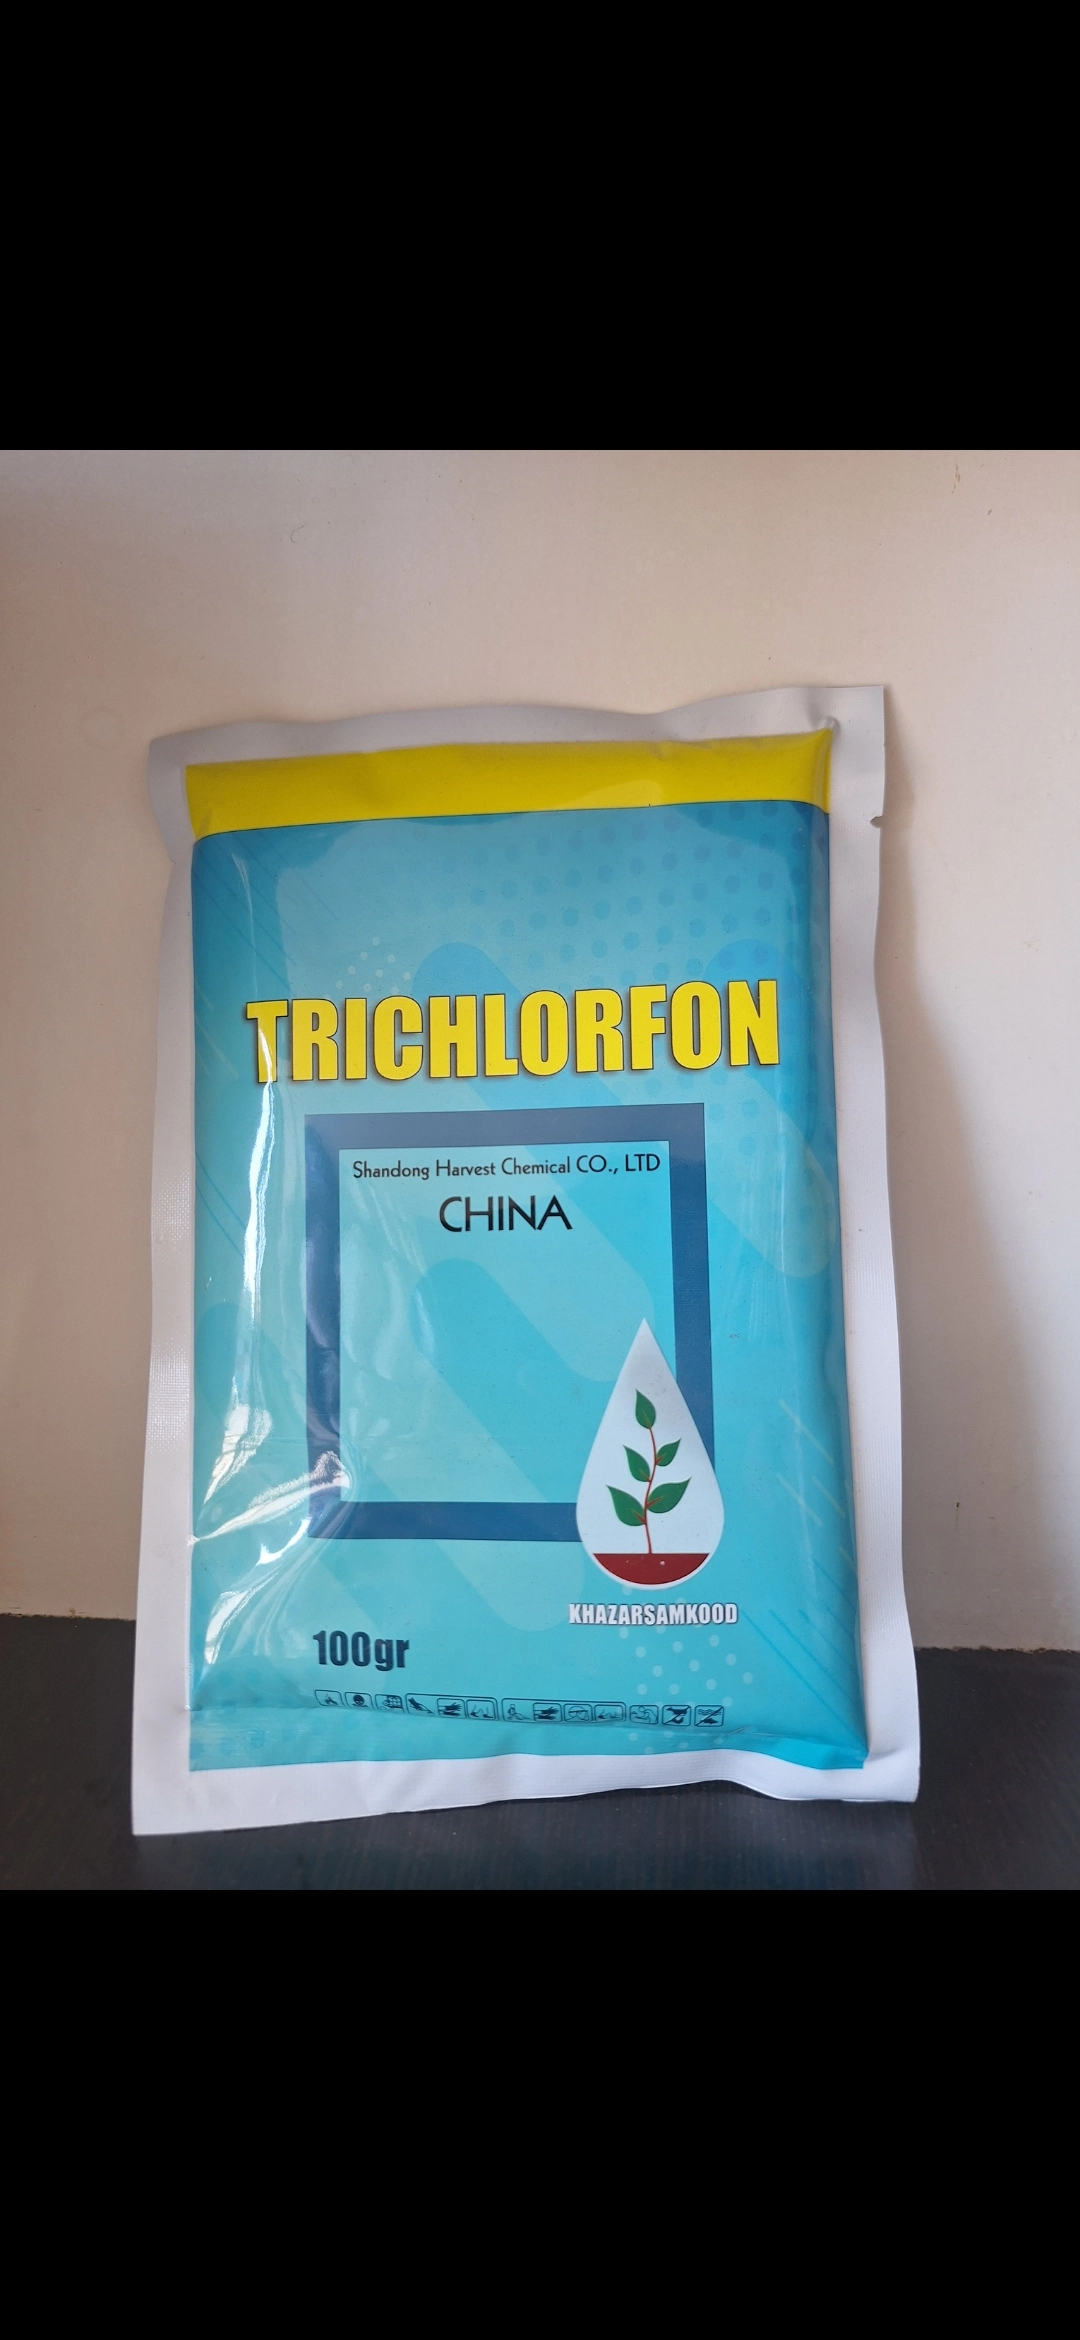 TRICHLORFON
Shandong Harvest Chemical CO., LTD
CHINA
KHAZARSAMKOOD
100gr